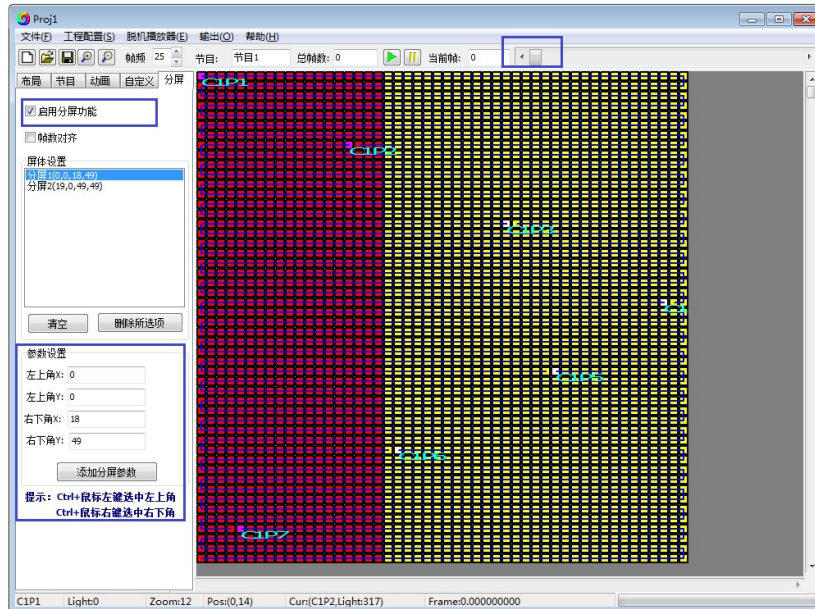 Proj1
文件(F) 工程配置(S) 脱机播放器(E) 输出(O) 帮助(H)
帧频 25 节目: 节目1 总帧数: 0 当前帧: 0
布局 节目 动画 自定义 分屏
启用分屏功能
帧数对齐
屏体设置
分屏1(0,0,18,49)
分屏2(19,0,49,49)
清空 删除所选项
参数设置
左上角X: 0
左上角Y: 0
右下角X: 18
右下角Y: 49
添加分屏参数
提示: Ctrl+鼠标左键选中左上角
Ctrl+鼠标右键选中右下角
C1P1
C1P2
C1P3
C1
C1P5
C1P6
C1P7
C1P1 Light:0 Zoom:12 Pos:(0,14) Cur:(C1P2,Light:317) Frame:0.000000000